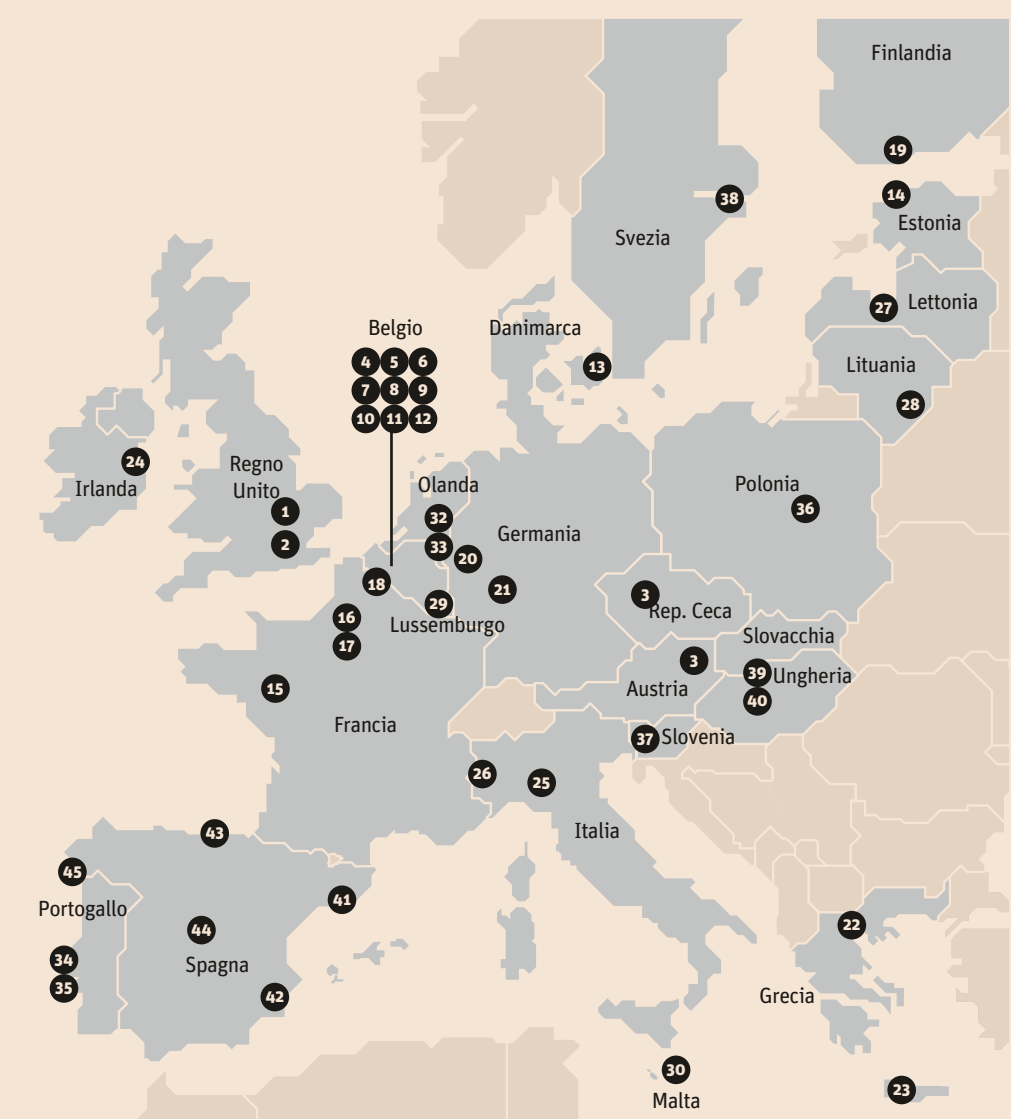 Finlandia
19
14
38
Estonia
Svezia
27
Lettonia
Belgio
Danimarca
4 5 6
7 8 9
10 11 12
13
Lituania
28
24
Irlanda
Regno
Unito
1
2
Olanda
32
33
20
Germania
21
Polonia
36
18
29
Lussemburgo
16
17
3
Rep. Ceca
Slovacchia
3
Austria
39
Ungheria
40
15
Francia
37
Slovenia
26
25
Italia
43
45
41
Portogallo
44
34
Spagna
35
42
22
Grecia
30
Malta
23